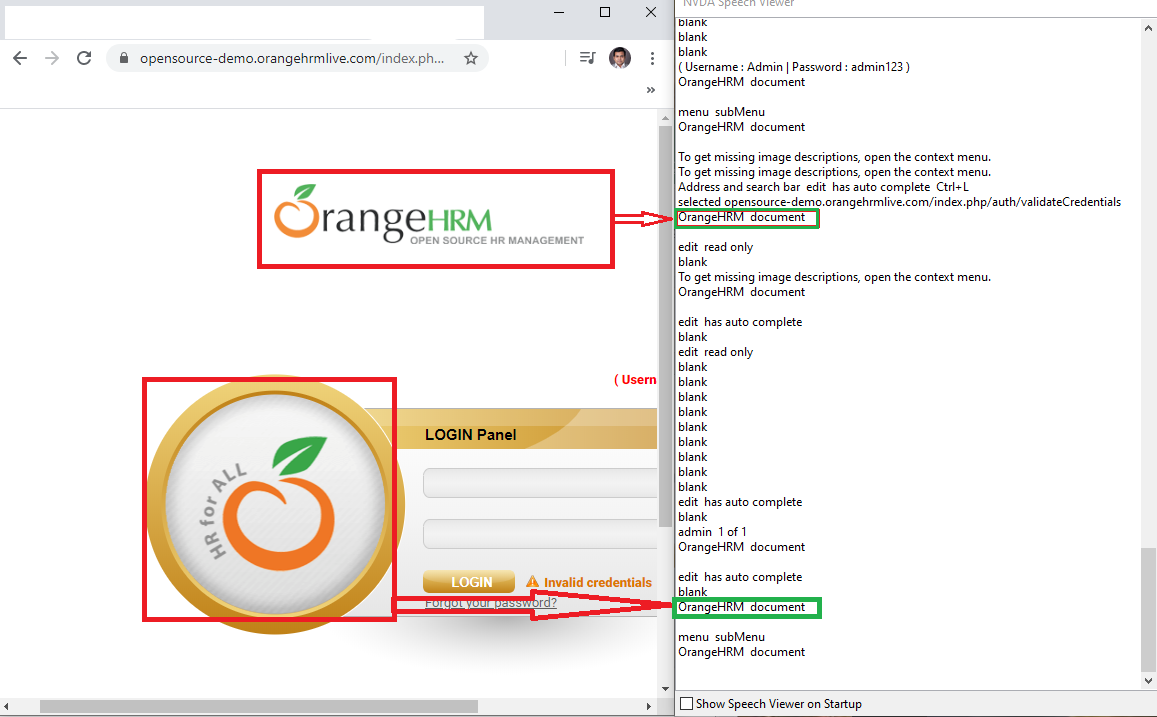 opensource-demo.orangehrmlive.com/index.ph...
»
OrangeHRM
OPEN SOURCE HR MANAGEMENT
( Usern
HR for ALL
LOGIN Panel
LOGIN
Invalid credentials
Forgot your password?
NVDA Speech Viewer
blank
blank
blank
( Username : Admin | Password : admin123 )
OrangeHRM document
menu subMenu
OrangeHRM document
To get missing image descriptions, open the context menu.
To get missing image descriptions, open the context menu.
Address and search bar edit has auto complete Ctrl+L
selected opensource-demo.orangehrmlive.com/index.php/auth/validateCredentials
OrangeHRM document
edit read only
blank
To get missing image descriptions, open the context menu.
OrangeHRM document
edit has auto complete
blank
edit read only
blank
blank
blank
blank
blank
blank
blank
blank
blank
edit has auto complete
blank
admin 1 of 1
OrangeHRM document
edit has auto complete
blank
OrangeHRM document
menu subMenu
OrangeHRM document
Show Speech Viewer on Startup